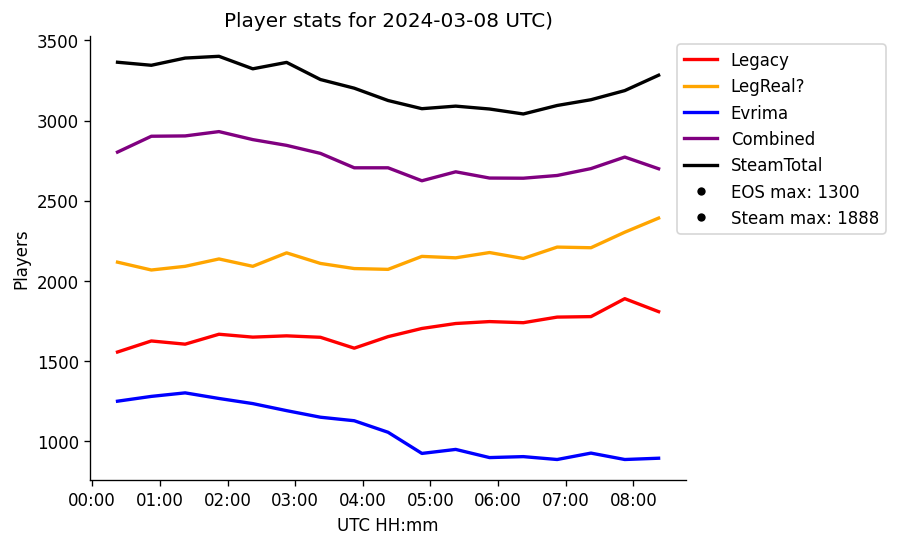 Player stats for 2024-03-08 UTC)
3500
3000
2500
2000
1500
1000
Players
00:00 01:00 02:00 03:00 04:00 05:00 06:00 07:00 08:00
UTC HH:mm
Legacy
LegReal?
Evrima
Combined
SteamTotal
EOS max: 1300
Steam max: 1888